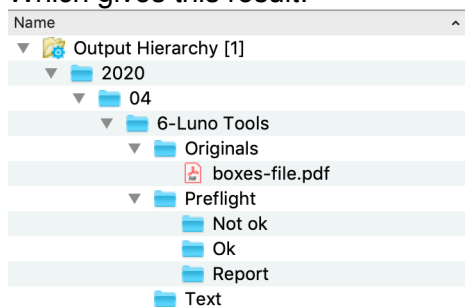 Which gives this result:
Name
Output Hierarchy [1]
2020
04
6-Luno Tools
Originals
boxes-file.pdf
Preflight
Not ok
Ok
Report
Text